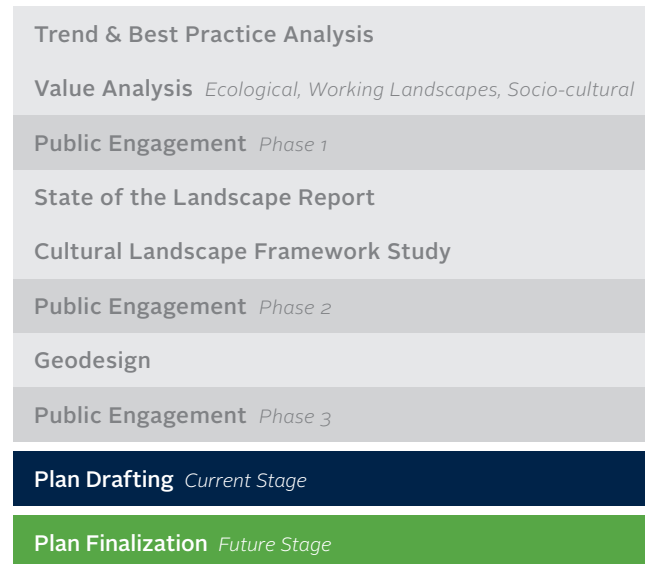 Trend & Best Practice Analysis
Value Analysis Ecological, Working Landscapes, Socio-cultural
Public Engagement Phase 1
State of the Landscape Report
Cultural Landscape Framework Study
Public Engagement Phase 2
Geodesign
Public Engagement Phase 3
Plan Drafting Current Stage
Plan Finalization Future Stage